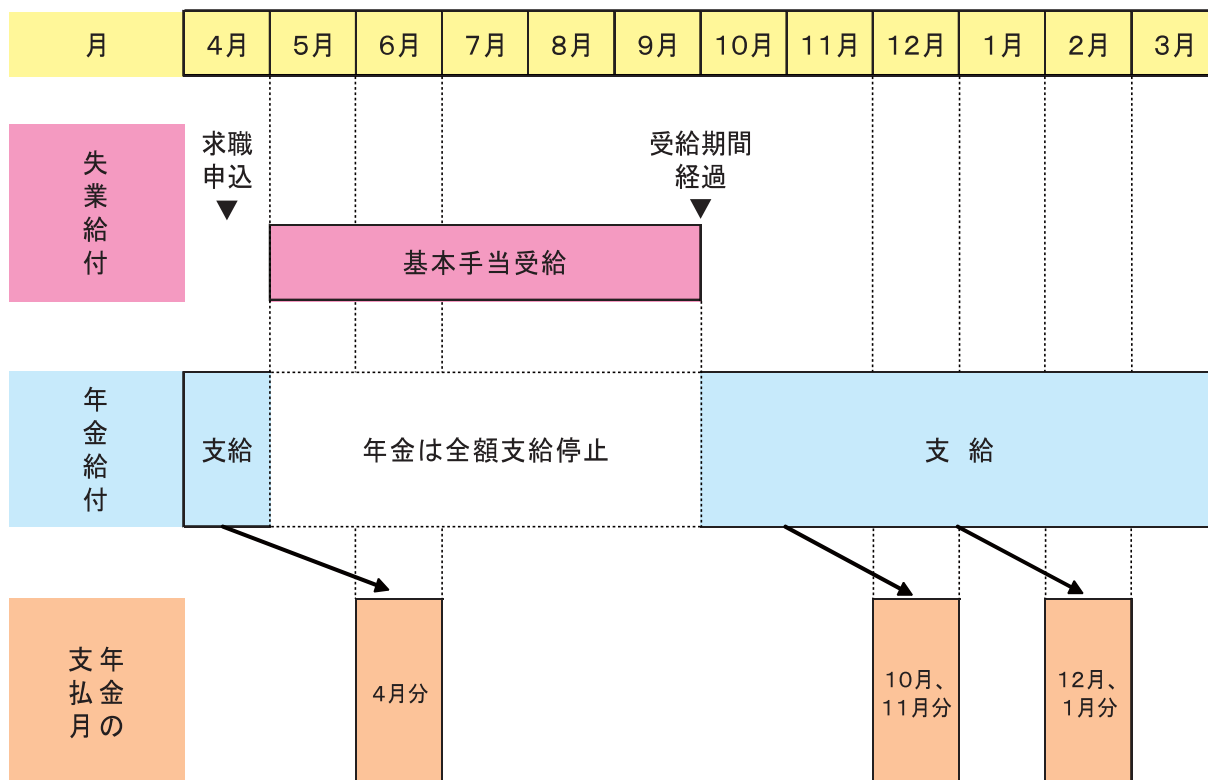 月
4月
5月
6月
7月
8月
9月
10月
11月
12月
1月
2月
3月
失業給付
求職
申込
▼
受給期間
経過
▼
基本手当受給
年金給付
支給
年金は全額支給停止
支 給
年金の
支払月
4月分
10月、
11月分
12月、
1月分